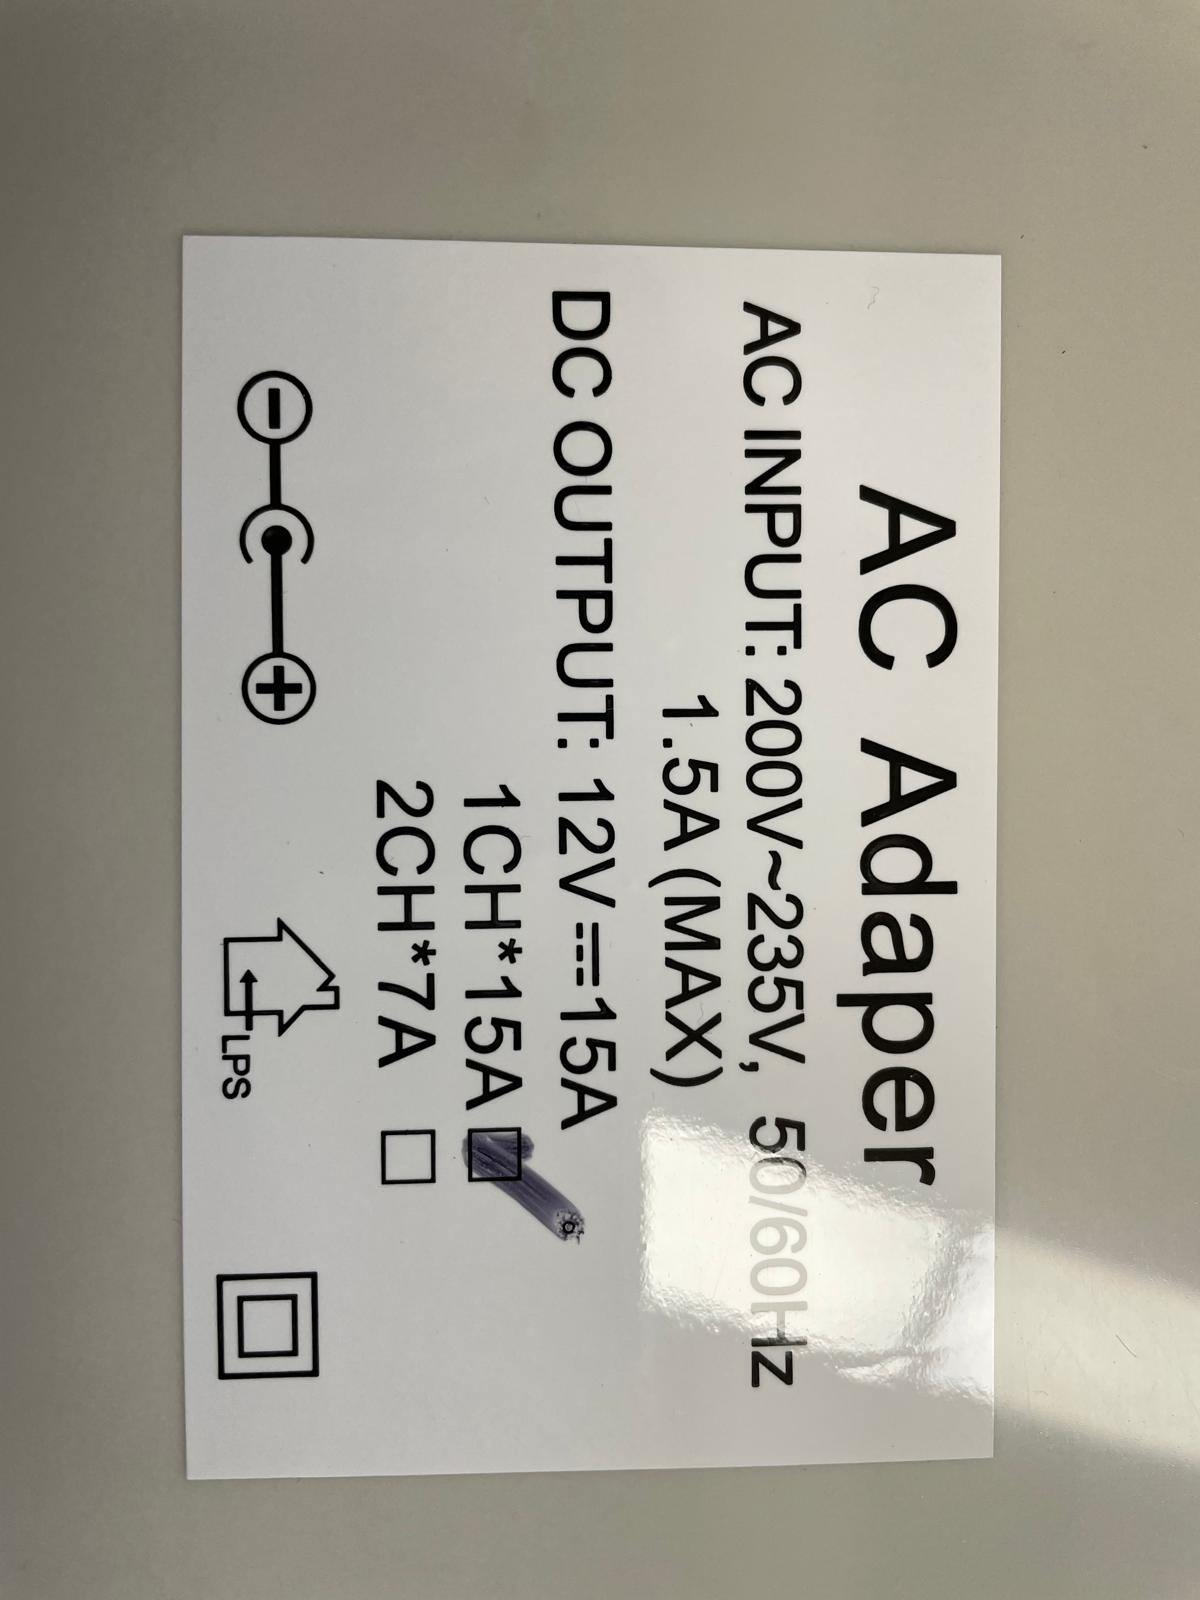 AC Adaper
AC INPUT: 200V~235V, 50/60Hz
1.5A (MAX)
DC OUTPUT: 12V⎓15A
1CH*15A
2CH*7A
LPS